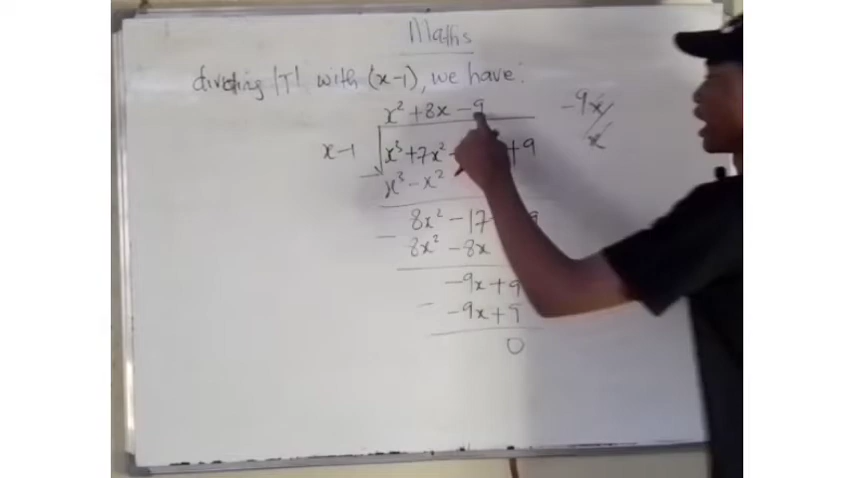 Maths
dividing |T| with (x-1), we have:
x² + 8x - 9
-9x/x
x-1
x³ + 7x² - + 9
x³ - x²
8x² - 17
8x² - 8x
-9x + 9
-9x + 9
0